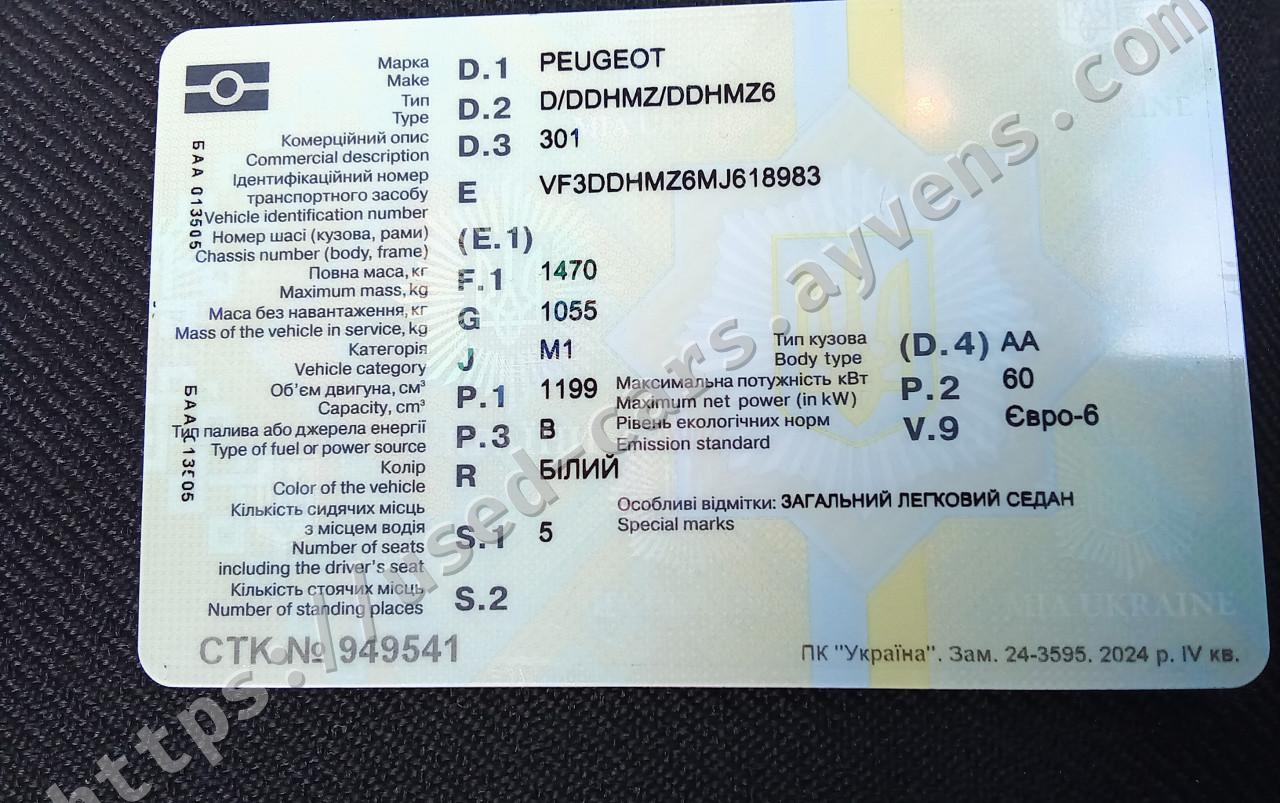 Марка D.1 PEUGEOT
Make
Тип D.2 D/DDHMZ/DDHMZ6
Type
Комерційний опис D.3 301
Commercial description
Ідентифікаційний номер
транспортного засобу E VF3DDHMZ6MJ618983
Vehicle identification number
Номер шасі (кузова, рами) (E.1)
Chassis number (body, frame)
Повна маса, кг F.1 1470
Maximum mass, kg
Маса без навантаження, кг G 1055
Mass of the vehicle in service, kg
Категорія J M1
Vehicle category
Тип кузова (D.4) AA
Body type
Об'єм двигуна, см³ P.1 1199
Capacity, cm³
Максимальна потужність кВт P.2 60
Maximum net power (in kW)
Тип палива або джерела енергії P.3 B
Type of fuel or power source
Рівень екологічних норм V.9 Євро-6
Emission standard
Колір R БІЛИЙ
Color of the vehicle
Особливі відмітки: ЗАГАЛЬНИЙ ЛЕГКОВИЙ СЕДАН
Special marks
Кількість сидячих місць
з місцем водія S.1 5
Number of seats
including the driver's seat
Кількість стоячих місць S.2
Number of standing places
СТК № 949541
ПК "Україна". Зам. 24-3595. 2024 р. IV кв.
БАА 013505
UKRAINE
https://used-cars.ayvens.com